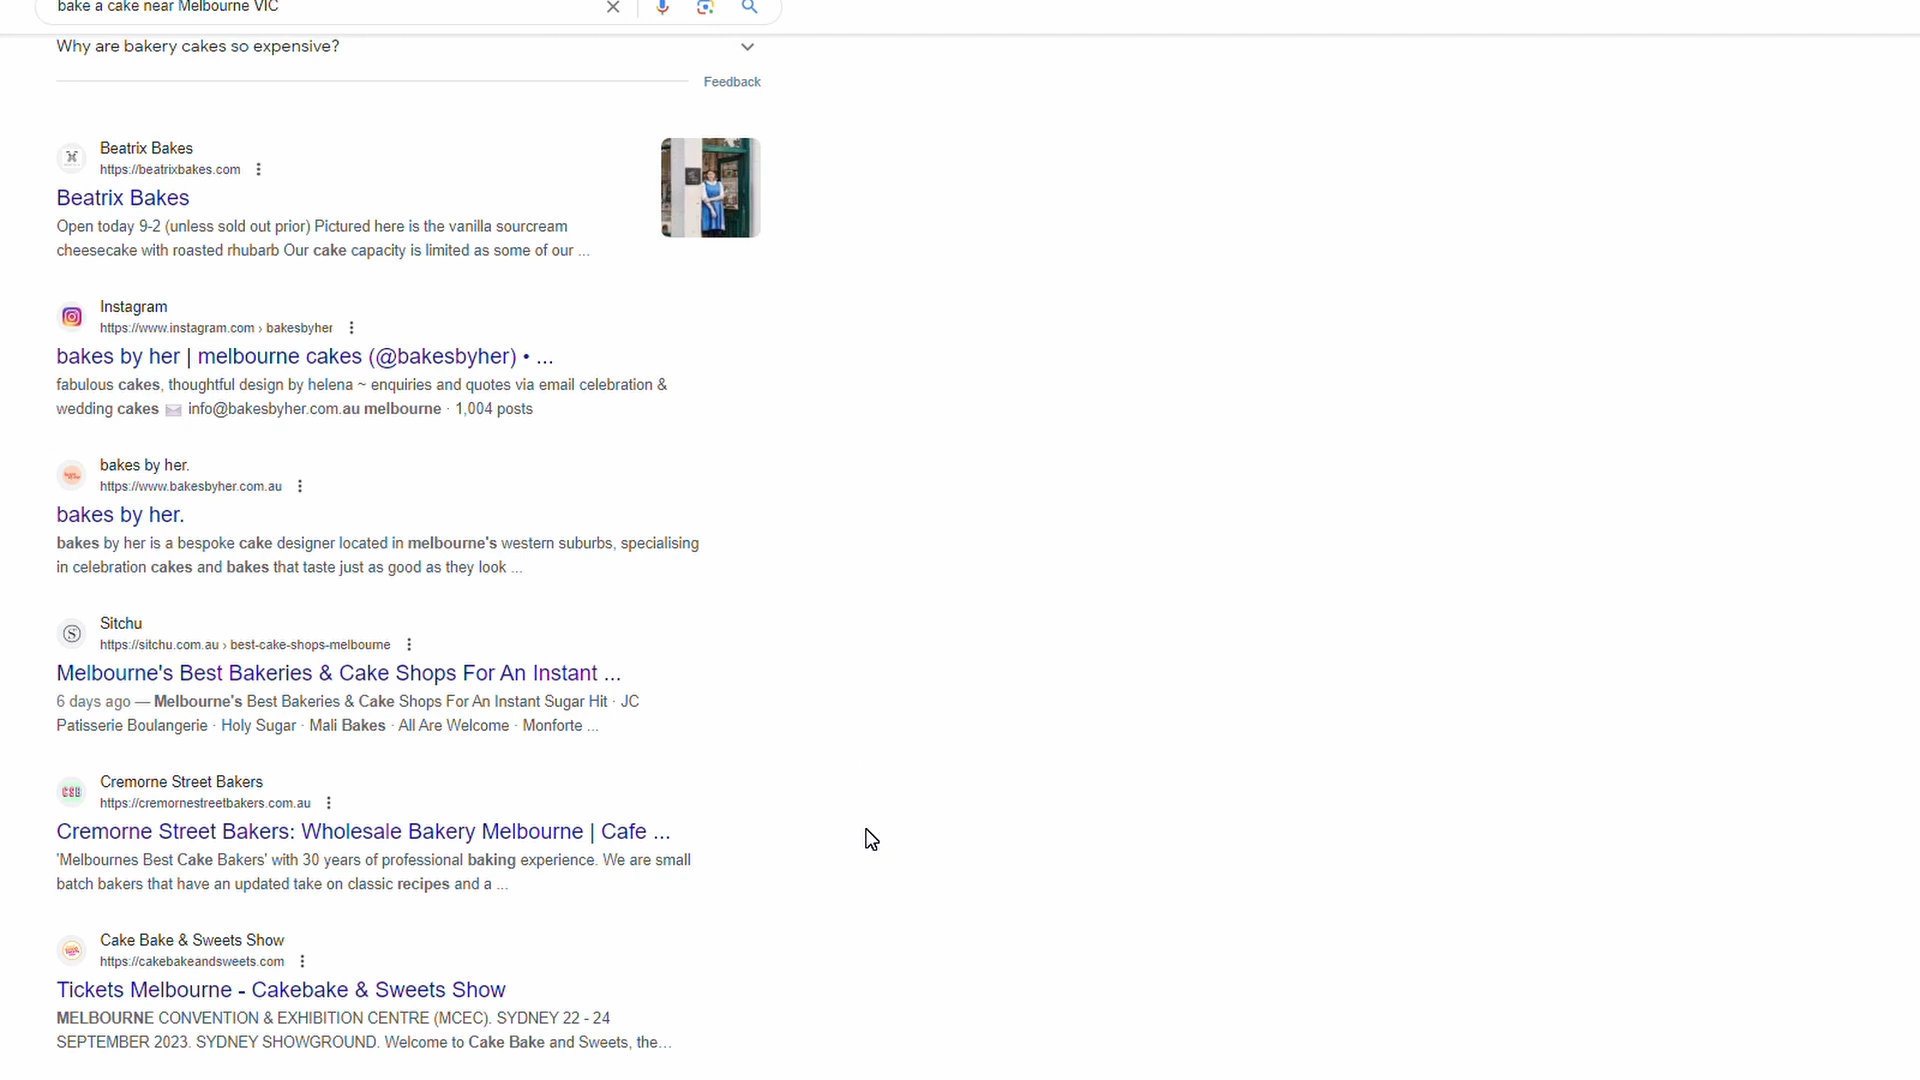 bake a cake near Melbourne VIC
Why are bakery cakes so expensive?
Feedback
Beatrix Bakes
https://beatrixbakes.com
Beatrix Bakes
Open today 9-2 (unless sold out prior) Pictured here is the vanilla sourcream
cheesecake with roasted rhubarb Our cake capacity is limited as some of our ...
Instagram
https://www.instagram.com › bakesbyher
bakes by her | melbourne cakes (@bakesbyher) • ...
fabulous cakes, thoughtful design by helena ~ enquiries and quotes via email celebration &
wedding cakes info@bakesbyher.com.au melbourne · 1,004 posts
bakes by her.
https://www.bakesbyher.com.au
bakes by her.
bakes by her is a bespoke cake designer located in melbourne's western suburbs, specialising
in celebration cakes and bakes that taste just as good as they look ...
Sitchu
https://sitchu.com.au › best-cake-shops-melbourne
Melbourne's Best Bakeries & Cake Shops For An Instant ...
6 days ago — Melbourne's Best Bakeries & Cake Shops For An Instant Sugar Hit · JC
Patisserie Boulangerie · Holy Sugar · Mali Bakes · All Are Welcome · Monforte ...
CSB
Cremorne Street Bakers
https://cremornestreetbakers.com.au
Cremorne Street Bakers: Wholesale Bakery Melbourne | Cafe ...
'Melbournes Best Cake Bakers' with 30 years of professional baking experience. We are small
batch bakers that have an updated take on classic recipes and a ...
Cake Bake & Sweets Show
https://cakebakeandsweets.com
Tickets Melbourne - Cakebake & Sweets Show
MELBOURNE CONVENTION & EXHIBITION CENTRE (MCEC). SYDNEY 22 - 24
SEPTEMBER 2023. SYDNEY SHOWGROUND. Welcome to Cake Bake and Sweets, the...